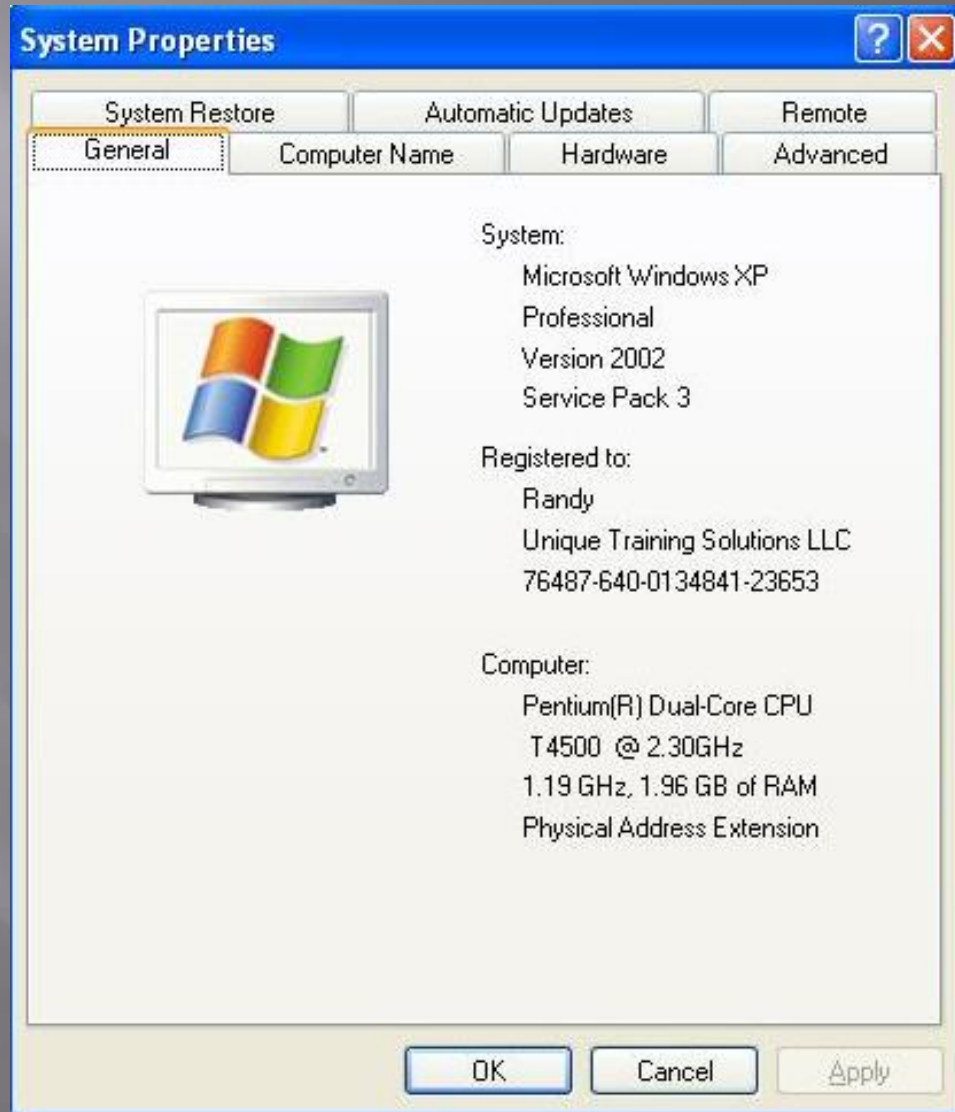 System Properties
?
System Restore Automatic Updates Remote
General Computer Name Hardware Advanced
System:
Microsoft Windows XP
Professional
Version 2002
Service Pack 3
Registered to:
Randy
Unique Training Solutions LLC
76487-640-0134841-23653
Computer:
Pentium(R) Dual-Core CPU
T4500 @ 2.30GHz
1.19 GHz, 1.96 GB of RAM
Physical Address Extension
OK Cancel Apply